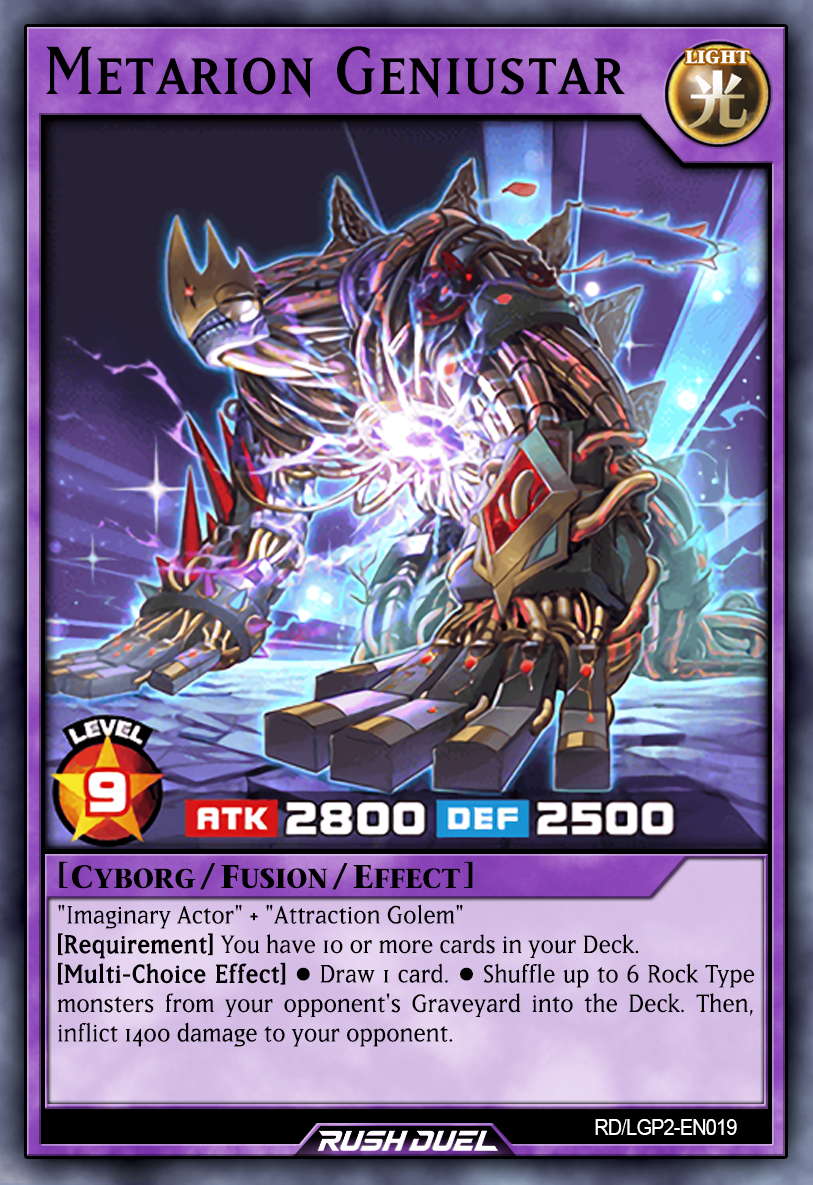 Metarion Geniustar
LIGHT
光
LEVEL
9
ATK 2800 DEF 2500
[Cyborg / Fusion / Effect]
"Imaginary Actor" + "Attraction Golem"
[Requirement] You have 10 or more cards in your Deck.
[Multi-Choice Effect] ● Draw 1 card. ● Shuffle up to 6 Rock Type
monsters from your opponent's Graveyard into the Deck. Then,
inflict 1400 damage to your opponent.
RD/LGP2-EN019
RUSH DUEL